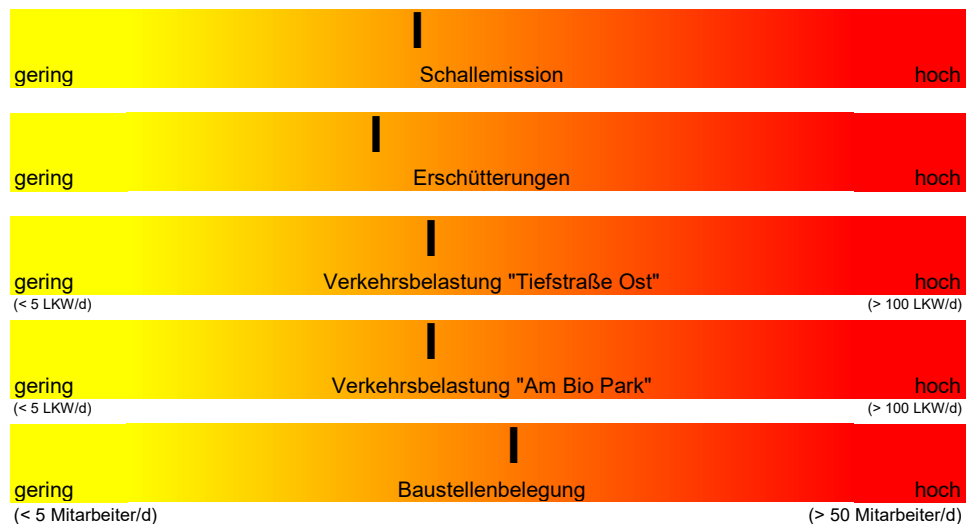 gering Schallemission hoch
gering Erschütterungen hoch
gering Verkehrsbelastung "Tiefstraße Ost" hoch
(< 5 LKW/d) (> 100 LKW/d)
gering Verkehrsbelastung "Am Bio Park" hoch
(< 5 LKW/d) (> 100 LKW/d)
gering Baustellenbelegung hoch
(< 5 Mitarbeiter/d) (> 50 Mitarbeiter/d)